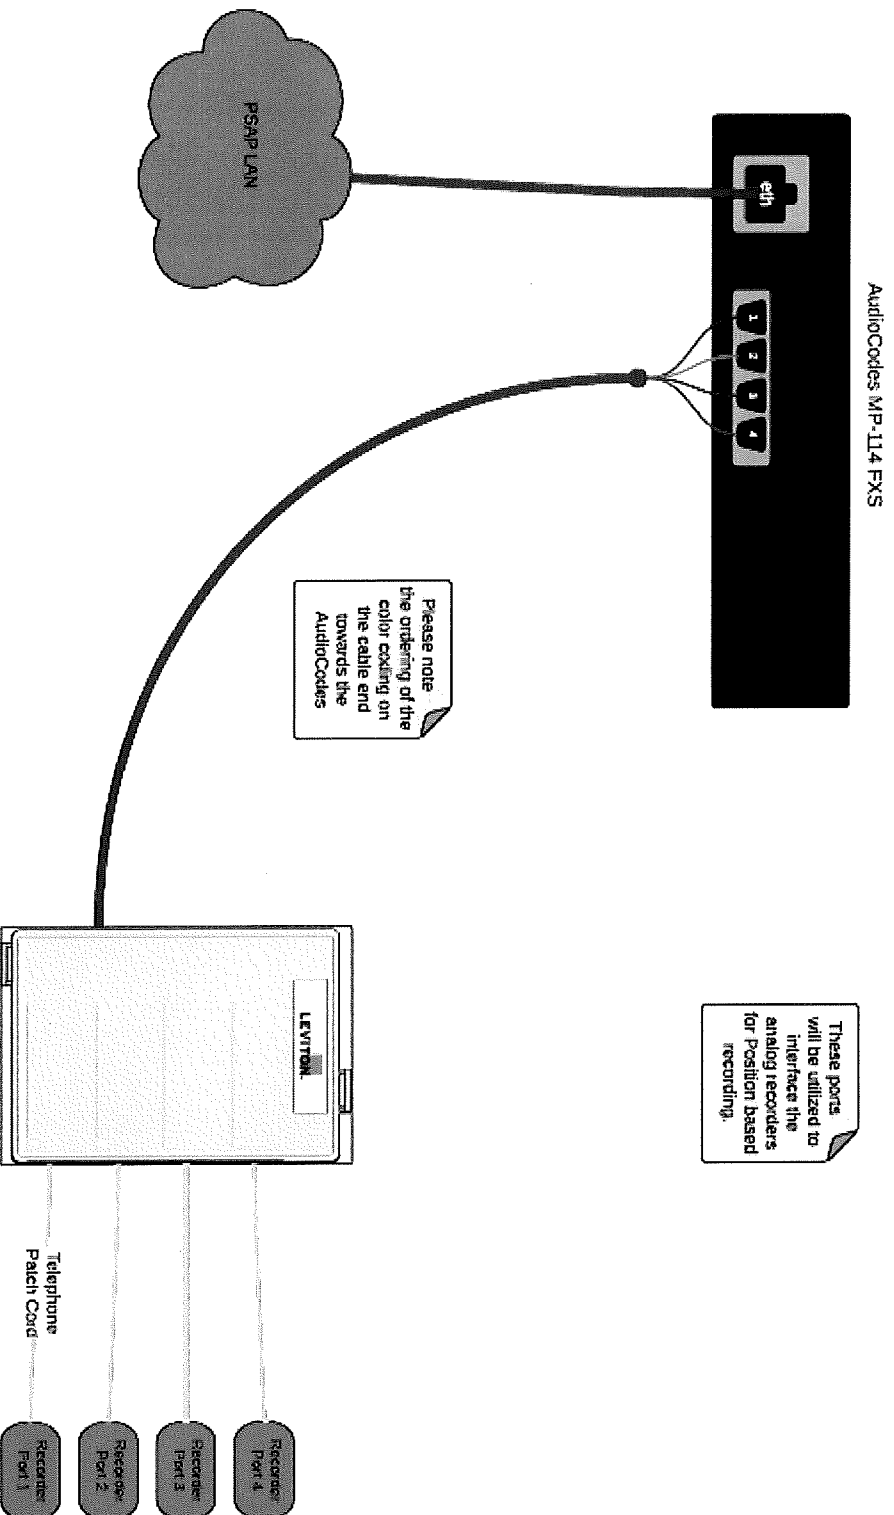 AudioCodes MP-114 FXS
eth
1
2
3
4
PSAP LAN
Please note
the ordering of the
color coding on
the cable end
towards the
AudioCodes
These ports
will be utilized to
interface the
analog recorders
for Position based
recording.
LEVITON.
Telephone
Patch Cord
Recorder
Port 4
Recorder
Port 3
Recorder
Port 2
Recorder
Port 1